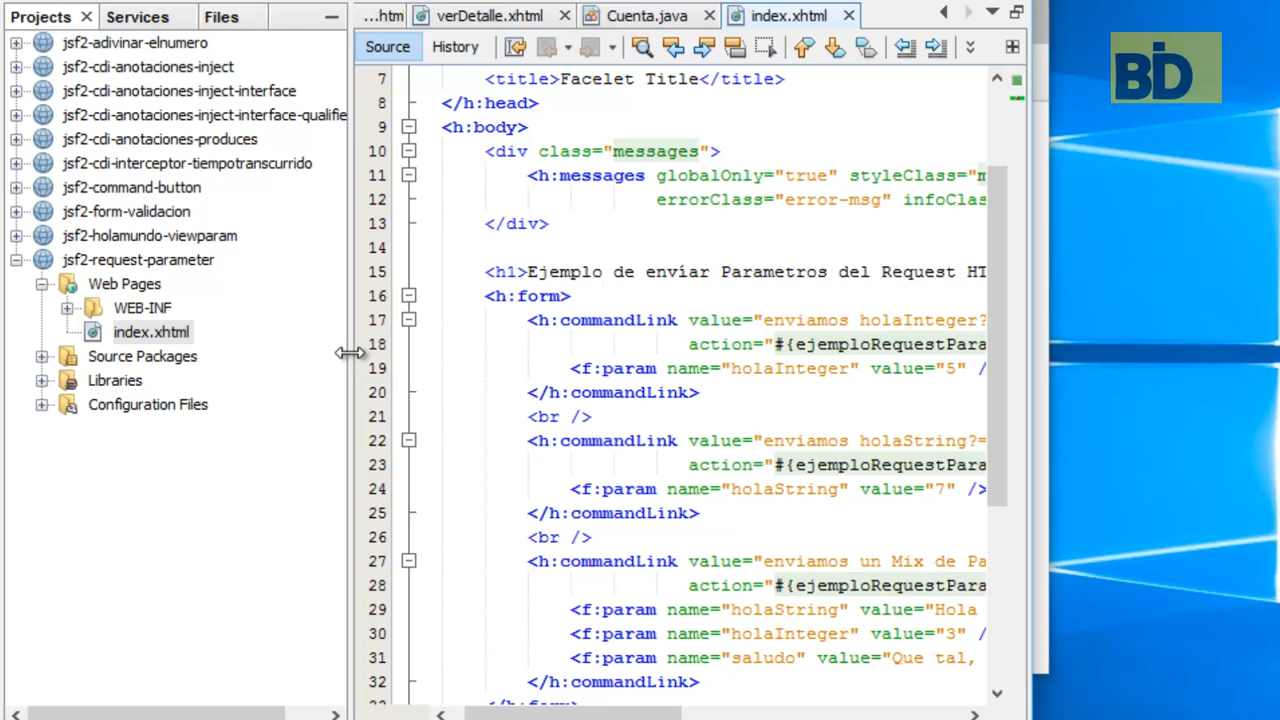 Projects
Services
Files
jsf2-adivinar-elnumero
jsf2-cdi-anotaciones-inject
jsf2-cdi-anotaciones-inject-interface
jsf2-cdi-anotaciones-inject-interface-qualifie
jsf2-cdi-anotaciones-produces
jsf2-cdi-interceptor-tiempotranscurrido
jsf2-command-button
jsf2-form-validacion
jsf2-holamundo-viewparam
jsf2-request-parameter
Web Pages
WEB-INF
index.xhtml
Source Packages
Libraries
Configuration Files
...htm
verDetalle.xhtml
Cuenta.java
index.xhtml
Source
History
7 <title>Facelet Title</title>
8 </h:head>
9 <h:body>
10 <div class="messages">
11 <h:messages globalOnly="true" styleClass="m
12 errorClass="error-msg" infoClas
13 </div>
14
15 <h1>Ejemplo de envíar Parametros del Request HT
16 <h:form>
17 <h:commandLink value="enviamos holaInteger?
18 action="#{ejemploRequestPara
19 <f:param name="holaInteger" value="5" /
20 </h:commandLink>
21 <br />
22 <h:commandLink value="enviamos holaString?=
23 action="#{ejemploRequestPara
24 <f:param name="holaString" value="7" />
25 </h:commandLink>
26 <br />
27 <h:commandLink value="enviamos un Mix de Pa
28 action="#{ejemploRequestPara
29 <f:param name="holaString" value="Hola
30 <f:param name="holaInteger" value="3" /
31 <f:param name="saludo" value="Que tal,
32 </h:commandLink>
33 </h:form>
BID